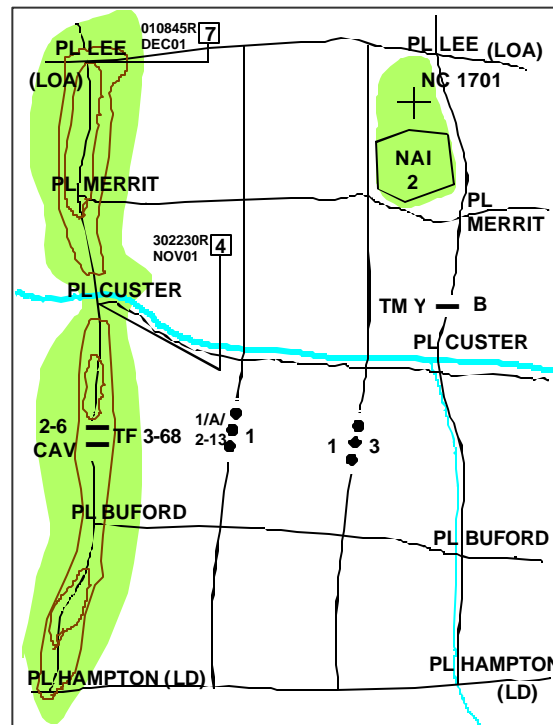 010845R
DEC01
7
PL LEE
(LOA)
PL LEE
(LOA)
NC 1701
NAI
2
PL MERRIT
PL
MERRIT
302230R
NOV01
4
PL CUSTER
TM Y
B
PL CUSTER
2-6
CAV
TF 3-68
1/A/
2-13
1
1
3
PL BUFORD
PL BUFORD
PL HAMPTON (LD)
PL HAMPTON
(LD)